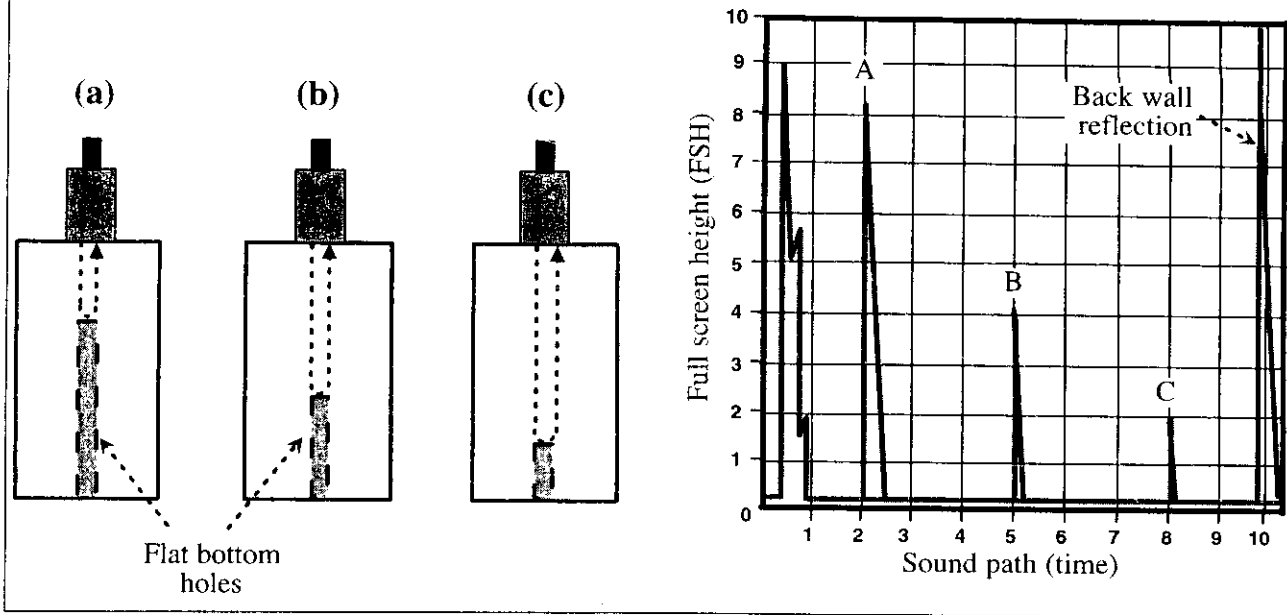 (a)
(b)
(c)
Flat bottom
holes
Full screen height (FSH)
10
9
8
7
6
5
4
3
2
1
0
A
B
C
Back wall
reflection
1 2 3 4 5 6 7 8 9 10
Sound path (time)